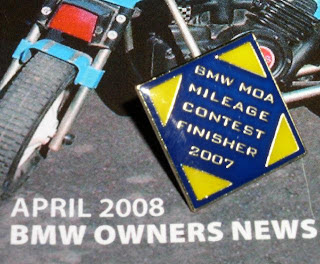 BMW MOA
MILEAGE
CONTEST
FINISHER
2007
APRIL 2008
BMW OWNERS NEWS